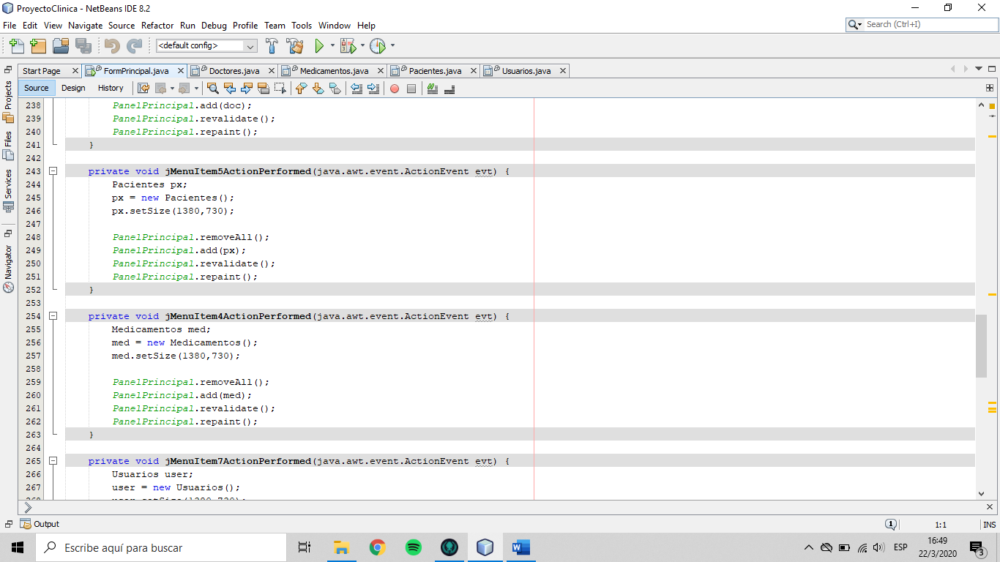 ProyectoClinica - NetBeans IDE 8.2
File Edit View Navigate Source Refactor Run Debug Profile Team Tools Window Help
Search (Ctrl+I)
<default config>
Start Page FormPrincipal.java Doctores.java Medicamentos.java Pacientes.java Usuarios.java
Source Design History
Projects
Files
Services
Navigator
238 PanelPrincipal.add(doc);
239 PanelPrincipal.revalidate();
240 PanelPrincipal.repaint();
241 }
242
243 private void jMenuItem5ActionPerformed(java.awt.event.ActionEvent evt) {
244 Pacientes px;
245 px = new Pacientes();
246 px.setSize(1380,730);
247
248 PanelPrincipal.removeAll();
249 PanelPrincipal.add(px);
250 PanelPrincipal.revalidate();
251 PanelPrincipal.repaint();
252 }
253
254 private void jMenuItem4ActionPerformed(java.awt.event.ActionEvent evt) {
255 Medicamentos med;
256 med = new Medicamentos();
257 med.setSize(1380,730);
258
259 PanelPrincipal.removeAll();
260 PanelPrincipal.add(med);
261 PanelPrincipal.revalidate();
262 PanelPrincipal.repaint();
263 }
264
265 private void jMenuItem7ActionPerformed(java.awt.event.ActionEvent evt) {
266 Usuarios user;
267 user = new Usuarios();
268 user.setSize(1380,730);
Output
1
1:1 INS
Escribe aquí para buscar
ESP
16:49
22/3/2020
3